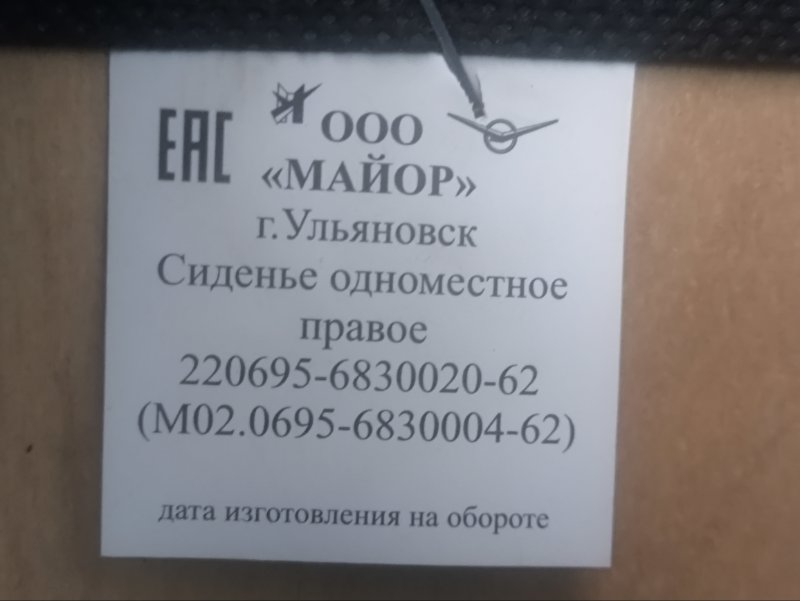 EAC
ООО
«МАЙОР»
г.Ульяновск
Сиденье одноместное
правое
220695-6830020-62
(М02.0695-6830004-62)
дата изготовления на обороте